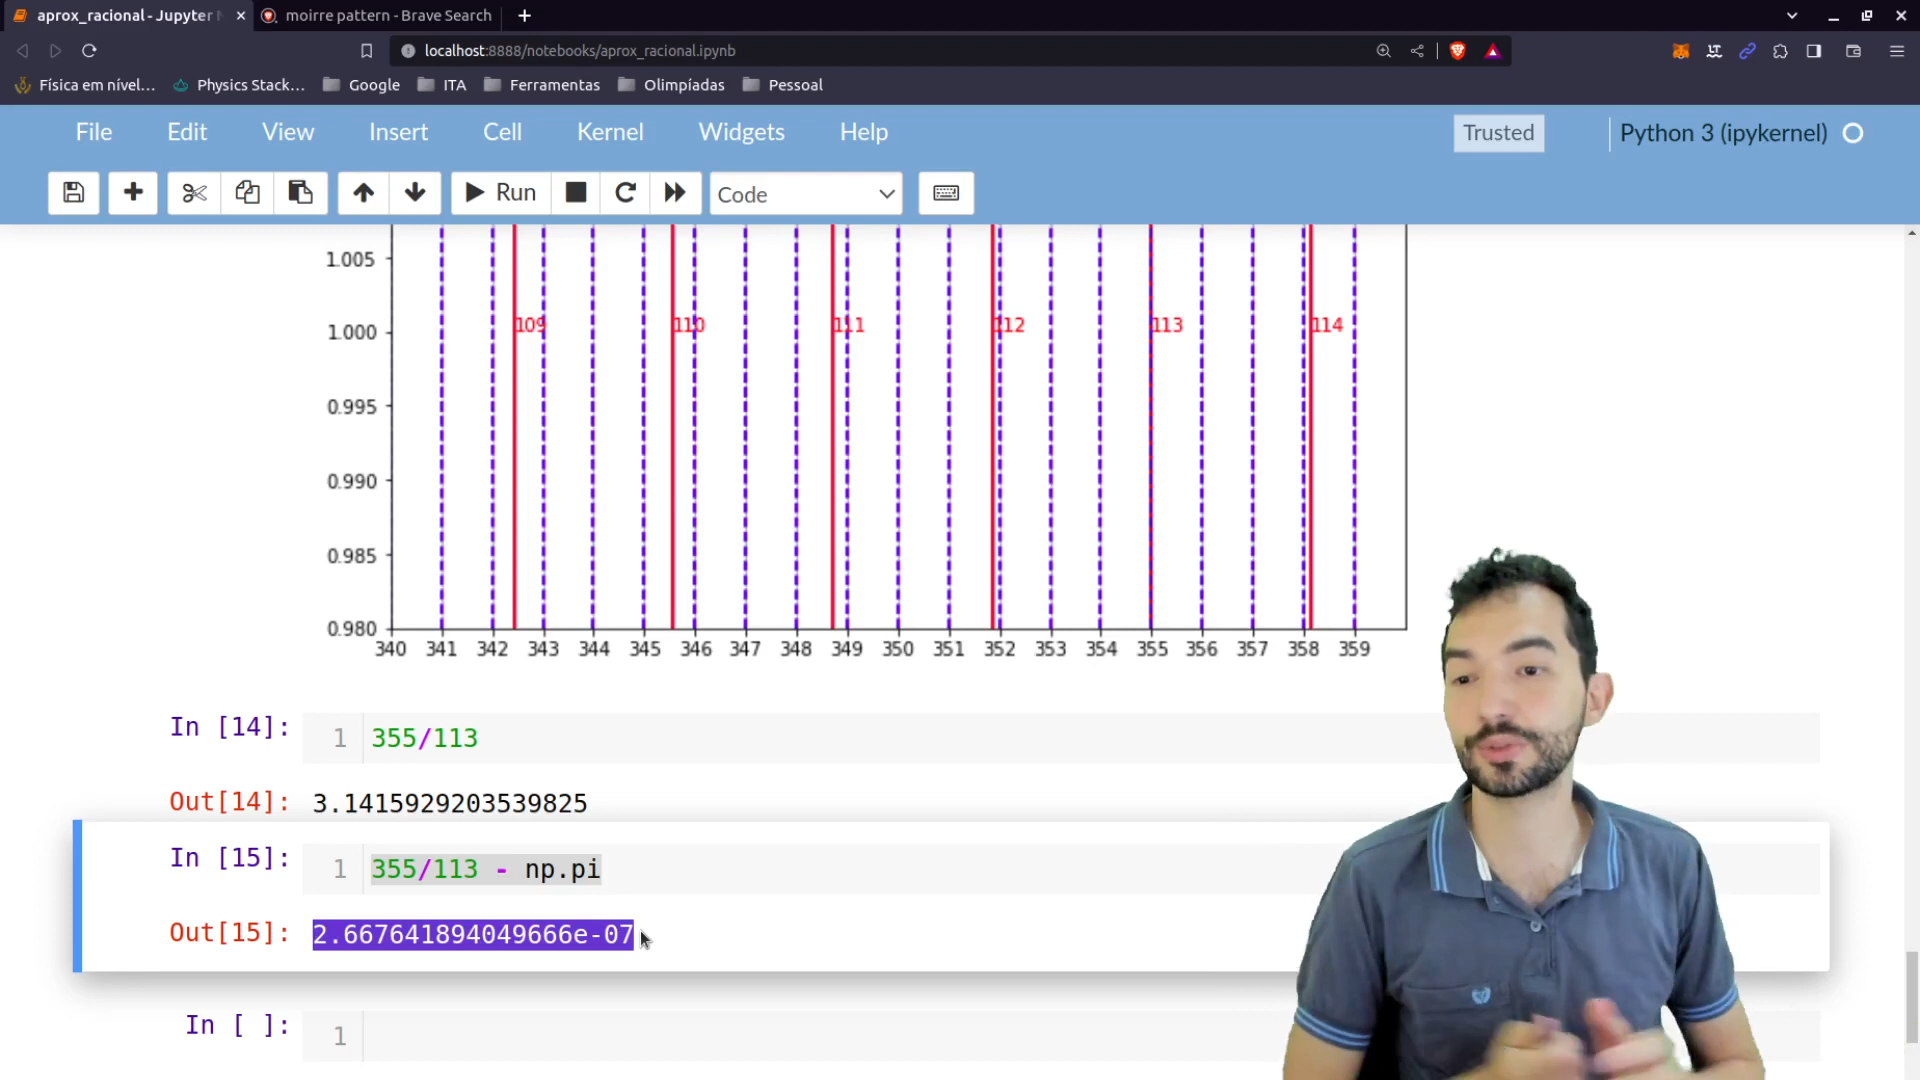 aprox_racional - Jupyter
moirre pattern - Brave Search
localhost:8888/notebooks/aprox_racional.ipynb
Física em nível...
Physics Stack...
Google
ITA
Ferramentas
Olimpíadas
Pessoal
File Edit View Insert Cell Kernel Widgets Help
Trusted
Python 3 (ipykernel)
Run
Code
1.005
1.000
0.995
0.990
0.985
0.980
109 110 111 112 113 114
340 341 342 343 344 345 346 347 348 349 350 351 352 353 354 355 356 357 358 359
In [14]: 1 355/113
Out[14]: 3.1415929203539825
In [15]: 1 355/113 - np.pi
Out[15]: 2.667641894049666e-07
In [ ]: 1